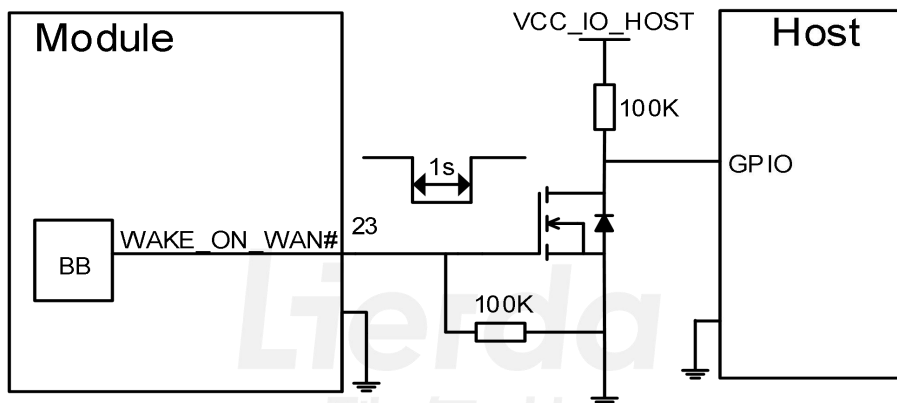 Module
VCC_IO_HOST
Host
100K
1s
GPIO
23
WAKE_ON_WAN#
BB
100K
Lierda